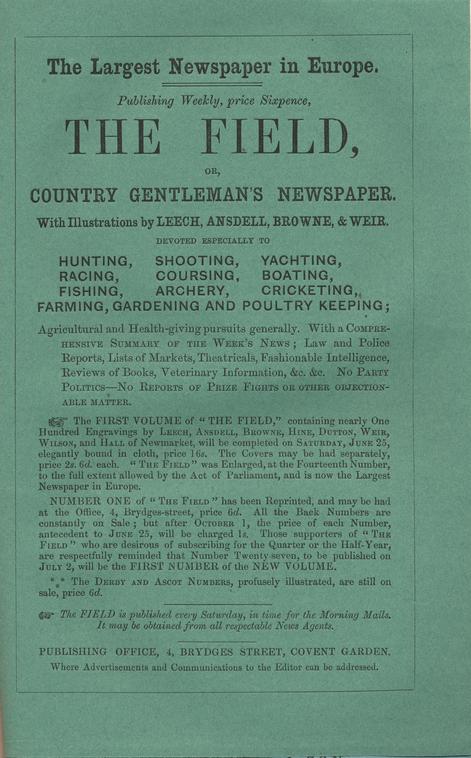 The Largest Newspaper in Europe.
Publishing Weekly, price Sixpence,
THE FIELD,
OR,
COUNTRY GENTLEMAN'S NEWSPAPER.
With Illustrations by LEECH, ANSDELL, BROWNE, & WEIR.
DEVOTED ESPECIALLY TO
HUNTING, SHOOTING, YACHTING,
RACING, COURSING, BOATING,
FISHING, ARCHERY, CRICKETING,
FARMING, GARDENING AND POULTRY KEEPING;
Agricultural and Health-giving pursuits generally. With a COMPRE-
HENSIVE SUMMARY OF THE WEEK'S NEWS; Law and Police
Reports, Lists of Markets, Theatricals, Fashionable Intelligence,
Reviews of Books, Veterinary Information, &c. &c. NO PARTY
POLITICS—NO REPORTS OF PRIZE FIGHTS OR OTHER OBJECTION-
ABLE MATTER.
☞ The FIRST VOLUME of "THE FIELD," containing nearly One
Hundred Engravings by LEECH, ANSDELL, BROWNE, HINE, DUTTON, WEIR,
WILSON, and HALL of Newmarket, will be completed on SATURDAY, JUNE 25,
elegantly bound in cloth, price 16s. The Covers may be had separately,
price 2s. 6d. each. "THE FIELD" was Enlarged, at the Fourteenth Number,
to the full extent allowed by the Act of Parliament, and is now the Largest
Newspaper in Europe.
NUMBER ONE of "THE FIELD" has been Reprinted, and may be had
at the Office, 4, Brydges-street, price 6d. All the Back Numbers are
constantly on Sale; but after OCTOBER 1, the price of each Number,
antecedent to JUNE 25, will be charged 1s. Those supporters of "THE
FIELD" who are desirous of subscribing for the Quarter or the Half-Year,
are respectfully reminded that Number Twenty-seven, to be published on
JULY 2, will be the FIRST NUMBER of the NEW VOLUME.
*** The DERBY AND ASCOT NUMBERS, profusely illustrated, are still on
sale, price 6d.
☞ The FIELD is published every Saturday, in time for the Morning Mails.
It may be obtained from all respectable News Agents.
PUBLISHING OFFICE, 4, BRYDGES STREET, COVENT GARDEN.
Where Advertisements and Communications to the Editor can be addressed.